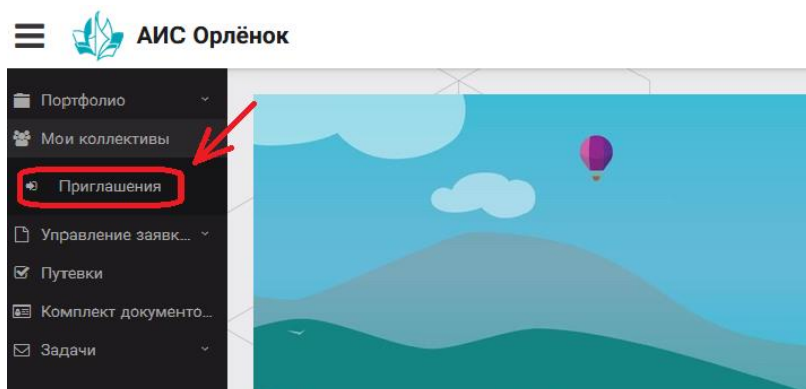 АИС Орлёнок
Портфолио
Мои коллективы
Приглашения
Управление заявк...
Путевки
Комплект документо...
Задачи